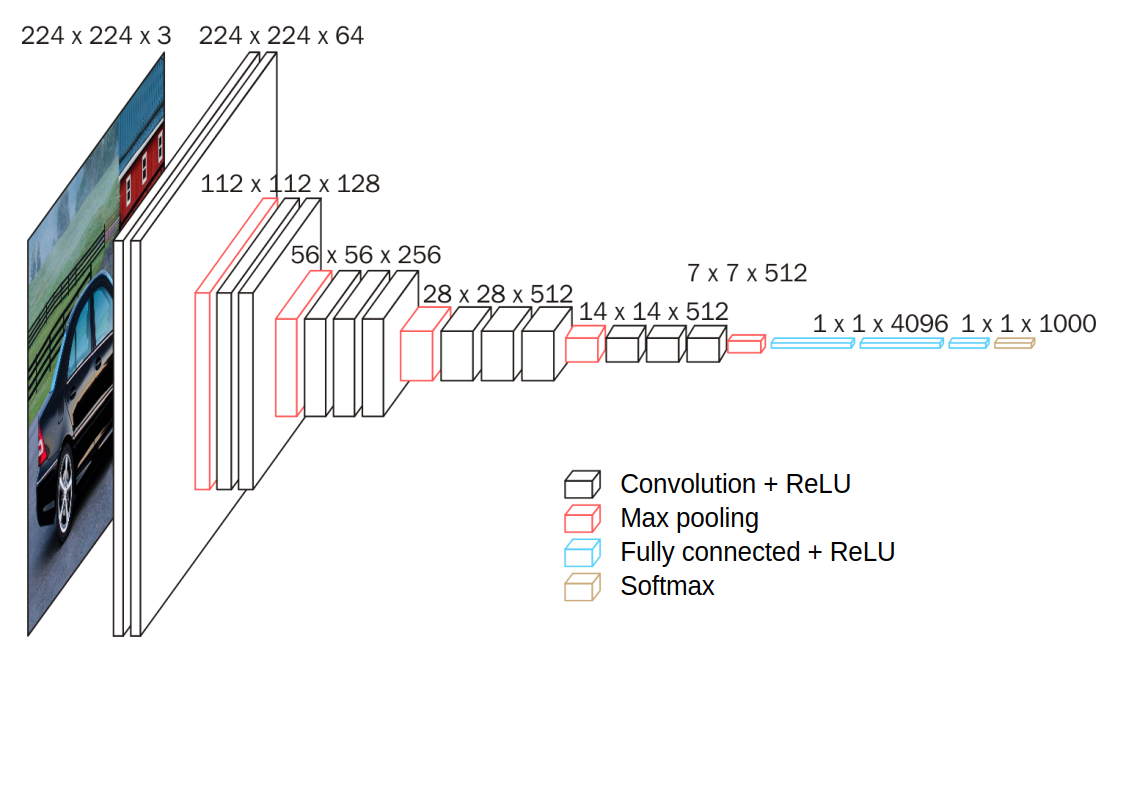 224 x 224 x 3
224 x 224 x 64
112 x 112 x 128
56 x 56 x 256
28 x 28 x 512
14 x 14 x 512
7 x 7 x 512
1 x 1 x 4096
1 x 1 x 1000
Convolution + ReLU
Max pooling
Fully connected + ReLU
Softmax